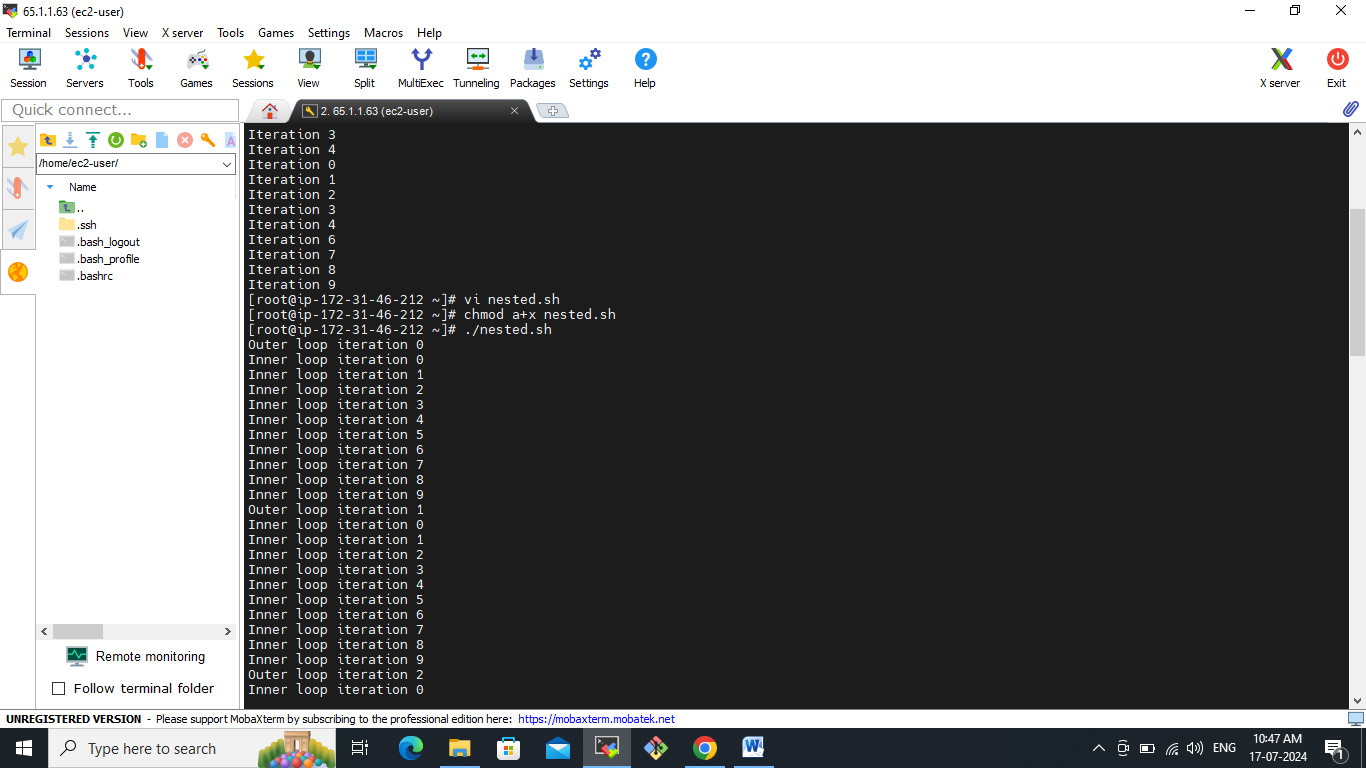 65.1.1.63 (ec2-user)
Terminal Sessions View X server Tools Games Settings Macros Help
Session Servers Tools Games Sessions View Split MultiExec Tunneling Packages Settings Help X server Exit
Quick connect...
2. 65.1.1.63 (ec2-user)
/home/ec2-user/
Name
..
.ssh
.bash_logout
.bash_profile
.bashrc
Remote monitoring
Follow terminal folder
Iteration 3
Iteration 4
Iteration 0
Iteration 1
Iteration 2
Iteration 3
Iteration 4
Iteration 6
Iteration 7
Iteration 8
Iteration 9
[root@ip-172-31-46-212 ~]# vi nested.sh
[root@ip-172-31-46-212 ~]# chmod a+x nested.sh
[root@ip-172-31-46-212 ~]# ./nested.sh
Outer loop iteration 0
Inner loop iteration 0
Inner loop iteration 1
Inner loop iteration 2
Inner loop iteration 3
Inner loop iteration 4
Inner loop iteration 5
Inner loop iteration 6
Inner loop iteration 7
Inner loop iteration 8
Inner loop iteration 9
Outer loop iteration 1
Inner loop iteration 0
Inner loop iteration 1
Inner loop iteration 2
Inner loop iteration 3
Inner loop iteration 4
Inner loop iteration 5
Inner loop iteration 6
Inner loop iteration 7
Inner loop iteration 8
Inner loop iteration 9
Outer loop iteration 2
Inner loop iteration 0
UNREGISTERED VERSION - Please support MobaXterm by subscribing to the professional edition here: https://mobaxterm.mobatek.net
Type here to search
ENG
10:47 AM
17-07-2024
1